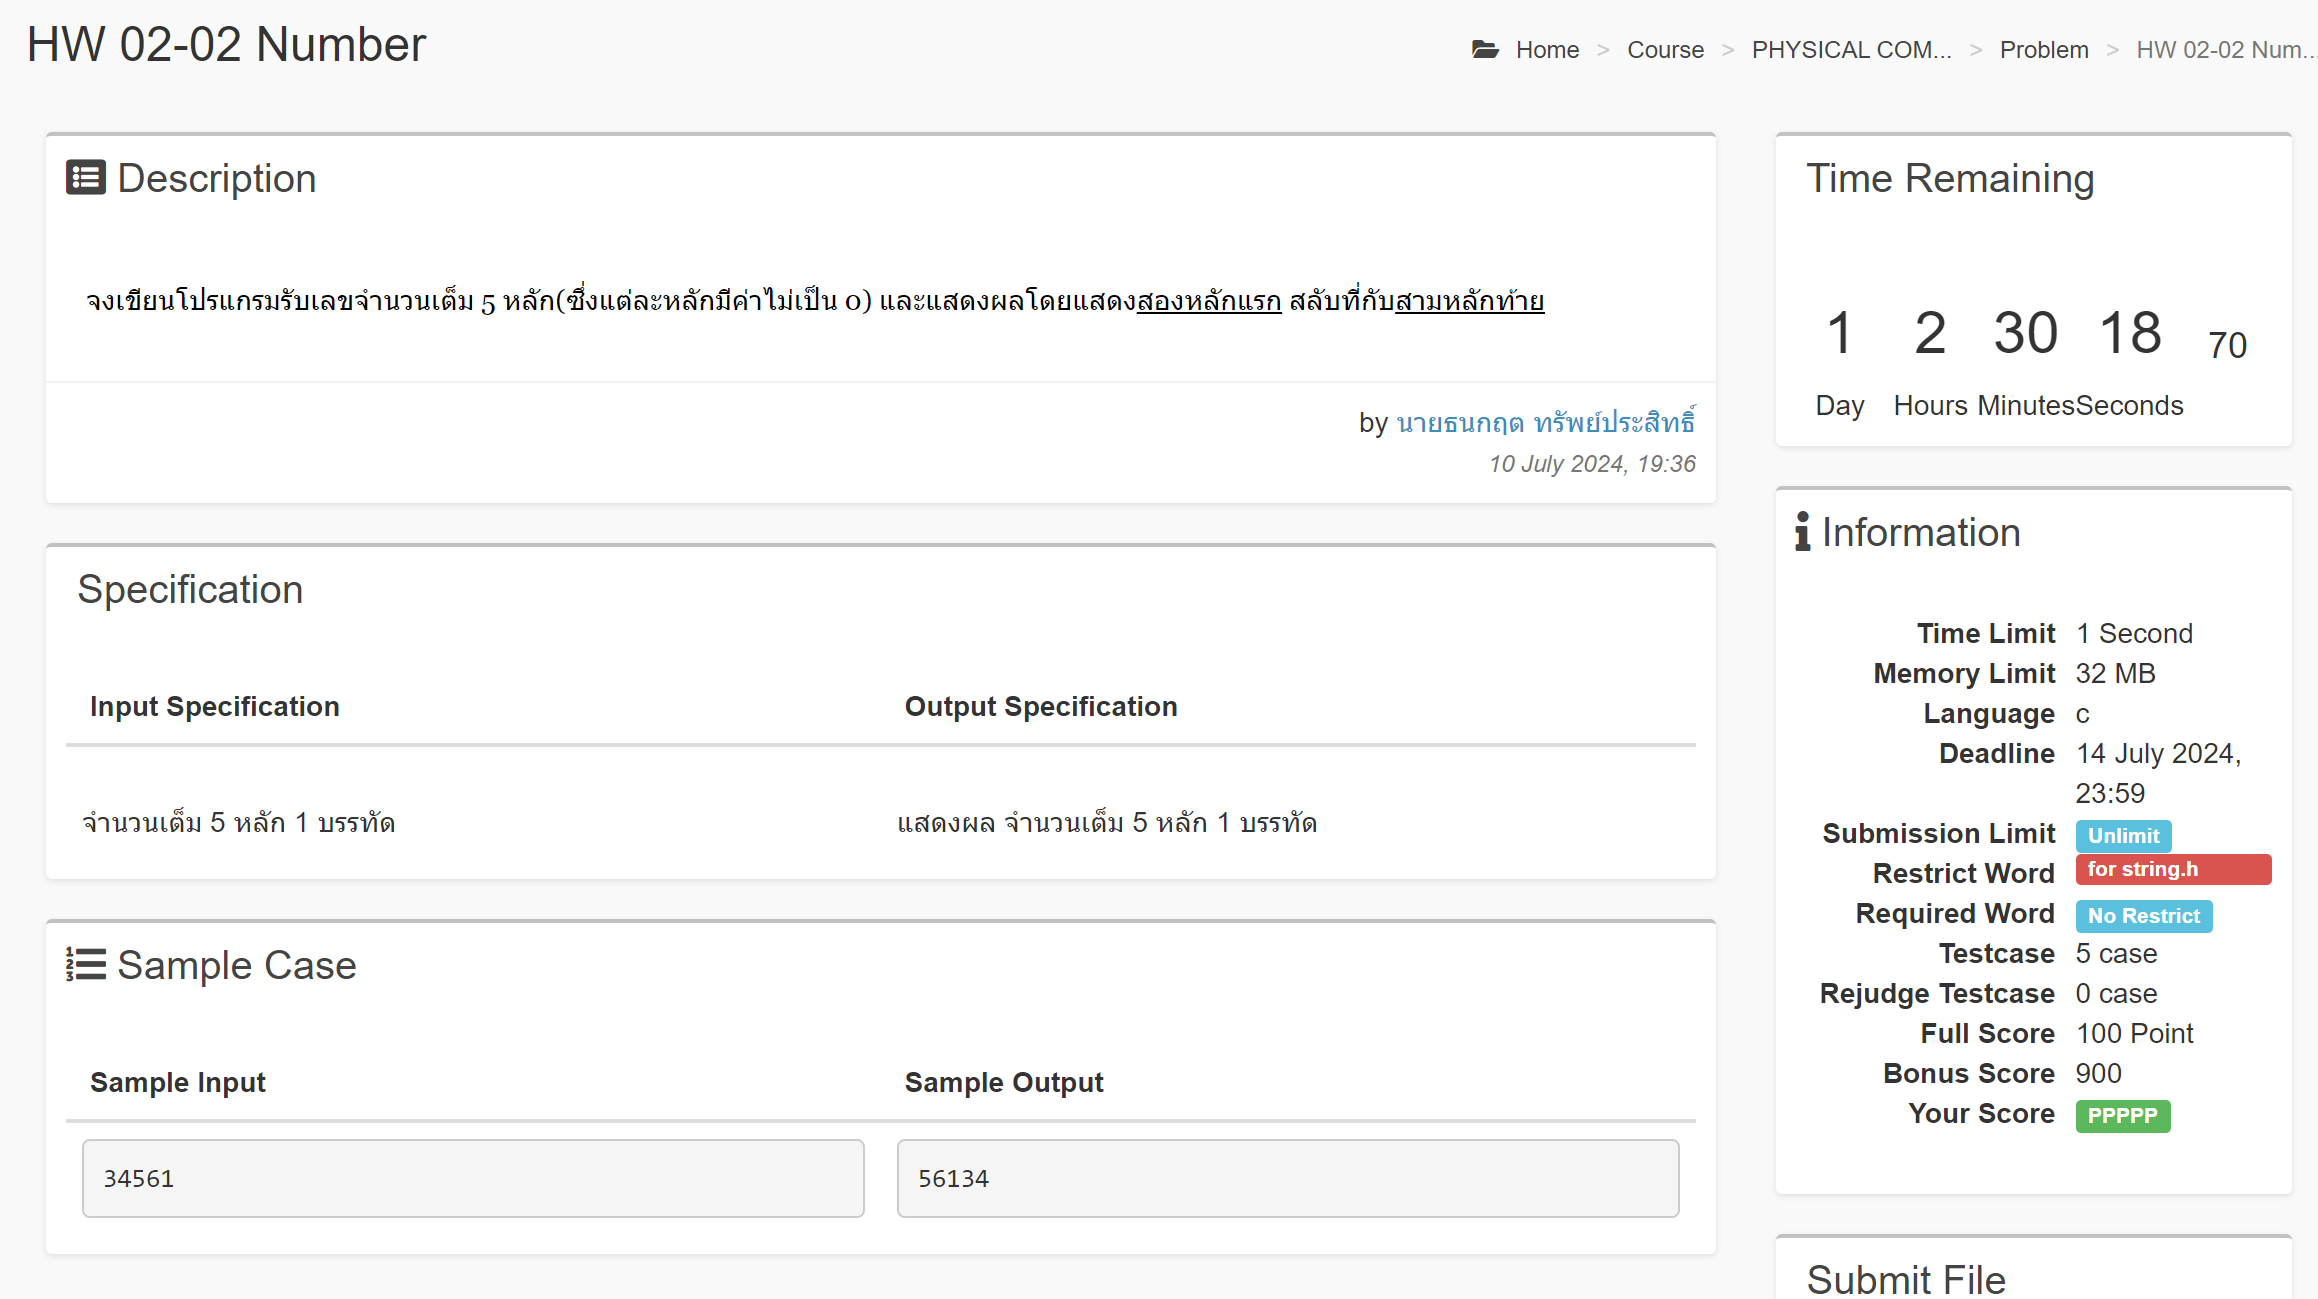 HW 02-02 Number
Home > Course > PHYSICAL COM... > Problem > HW 02-02 Num...
Description
จงเขียนโปรแกรมรับเลขจำนวนเต็ม 5 หลัก(ซึ่งแต่ละหลักมีค่าไม่เป็น 0) และแสดงผลโดยแสดงสองหลักแรก สลับที่กับสามหลักท้าย
by นายธนกฤต ทรัพย์ประสิทธิ์
10 July 2024, 19:36
Specification
Input Specification
Output Specification
จำนวนเต็ม 5 หลัก 1 บรรทัด
แสดงผล จำนวนเต็ม 5 หลัก 1 บรรทัด
Sample Case
Sample Input
Sample Output
34561
56134
Time Remaining
1 2 30 18 70
Day Hours Minutes Seconds
Information
Time Limit 1 Second
Memory Limit 32 MB
Language c
Deadline 14 July 2024,
23:59
Submission Limit Unlimit
Restrict Word for string.h
Required Word No Restrict
Testcase 5 case
Rejudge Testcase 0 case
Full Score 100 Point
Bonus Score 900
Your Score PPPPP
Submit File